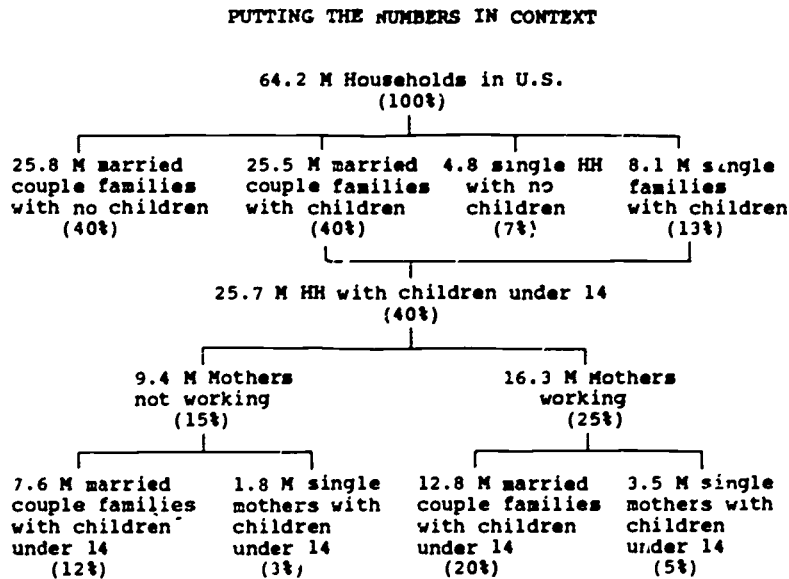 PUTTING THE NUMBERS IN CONTEXT
64.2 M Households in U.S.
(100%)
25.8 M married
couple families
with no children
(40%)
25.5 M married
couple families
with children
(40%)
4.8 single HH
with no
children
(7%)
8.1 M single
families
with children
(13%)
25.7 M HH with children under 14
(40%)
9.4 M Mothers
not working
(15%)
16.3 M Mothers
working
(25%)
7.6 M married
couple families
with children
under 14
(12%)
1.8 M single
mothers with
children
under 14
(3%)
12.8 M married
couple families
with children
under 14
(20%)
3.5 M single
mothers with
children
under 14
(5%)